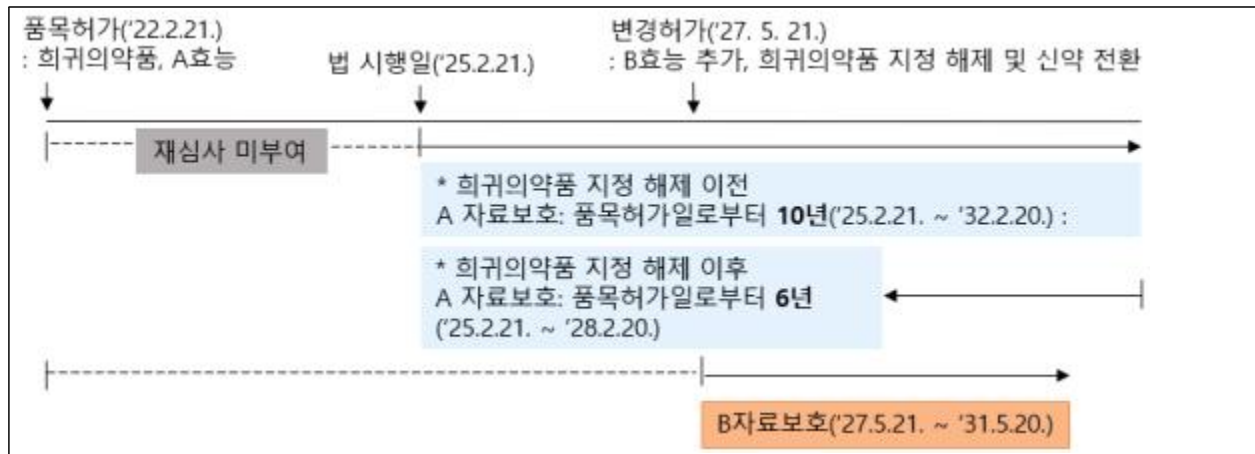 품목허가('22.2.21.)
: 희귀의약품, A효능
법 시행일('25.2.21.)
변경허가('27. 5. 21.)
: B효능 추가, 희귀의약품 지정 해제 및 신약 전환
재심사 미부여
* 희귀의약품 지정 해제 이전
A 자료보호: 품목허가일로부터 10년('25.2.21. ~ '32.2.20.) :
* 희귀의약품 지정 해제 이후
A 자료보호: 품목허가일로부터 6년
('25.2.21. ~ '28.2.20.)
B자료보호('27.5.21. ~ '31.5.20.)